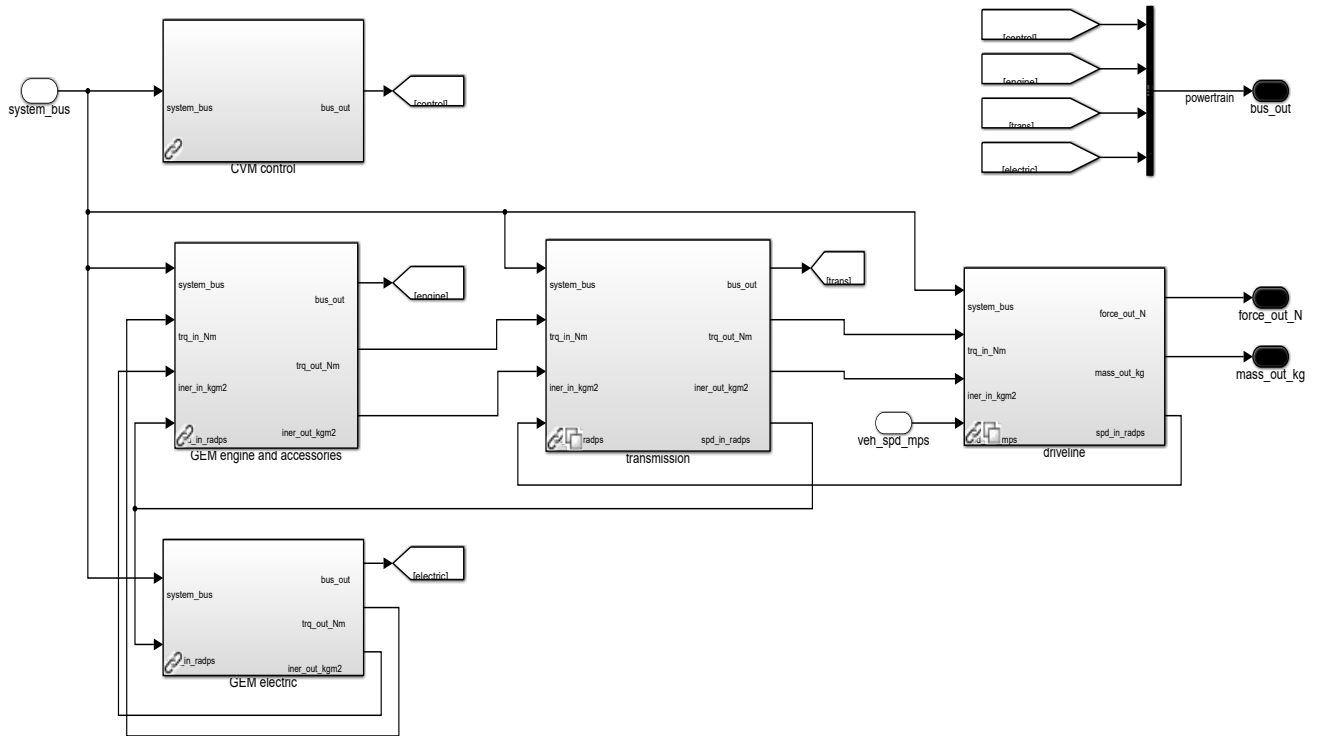 system_bus
system_bus
bus_out
CVM control
[control]
[control]
[engine]
[trans]
[electric]
powertrain
bus_out
system_bus
trq_in_Nm
iner_in_kgm2
_in_radps
bus_out
trq_out_Nm
iner_out_kgm2
GEM engine and accessories
[engine]
system_bus
trq_in_Nm
iner_in_kgm2
radps
bus_out
trq_out_Nm
iner_out_kgm2
spd_in_radps
transmission
[trans]
veh_spd_mps
system_bus
trq_in_Nm
iner_in_kgm2
mps
force_out_N
mass_out_kg
spd_in_radps
driveline
force_out_N
mass_out_kg
system_bus
_in_radps
bus_out
trq_out_Nm
iner_out_kgm2
GEM electric
[electric]